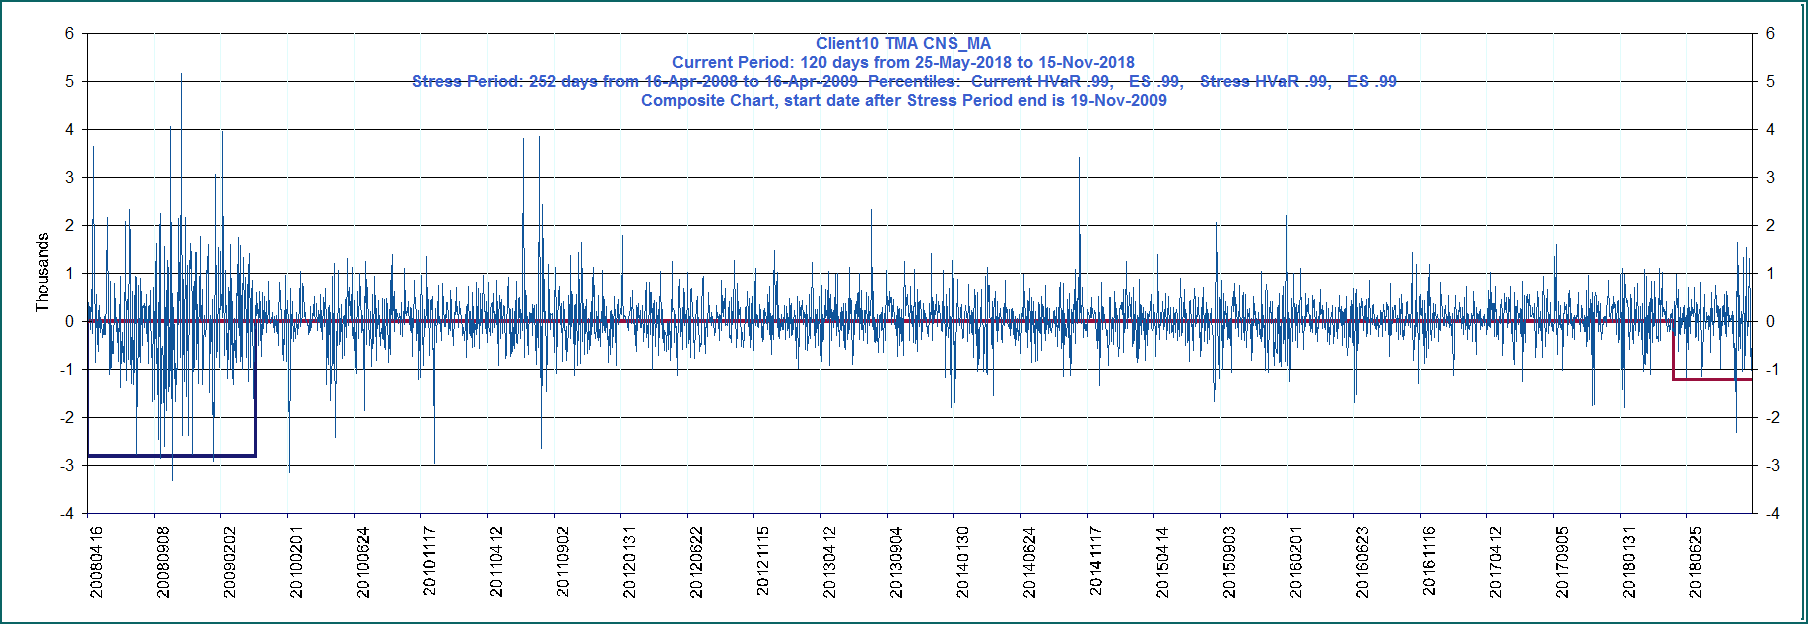 Client10 TMA CNS_MA
Current Period: 120 days from 25-May-2018 to 15-Nov-2018
Stress Period: 252 days from 16-Apr-2008 to 16-Apr-2009 Percentiles: Current HVaR .99, ES .99, Stress HVaR .99, ES .99
Composite Chart, start date after Stress Period end is 19-Nov-2009
6 6
5 5
4 4
3 3
2 2
1 1
0 0
-1 -1
-2 -2
-3 -3
-4 -4
Thousands
20080416 20080908 20090202 20100201 20100624 20101117 20110412 20110902 20120131 20120622 20121115 20130412 20130904 20140130 20140624 20141117 20150414 20150903 20160201 20160623 20161116 20170412 20170905 20180131 20180625